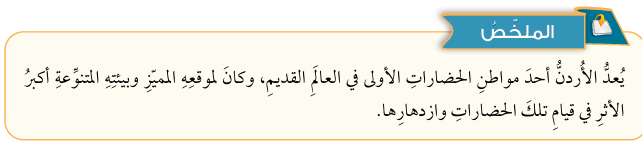 الملخّصُ
يُعدُّ الأُردنُّ أحدَ مواطنِ الحضاراتِ الأولى في العالَمِ القديمِ، وكانَ لموقعِهِ المميّزِ وبيئتِهِ المتنوِّعةِ أكبرُ
الأثرِ في قيامِ تلكَ الحضاراتِ وازدهارِها.